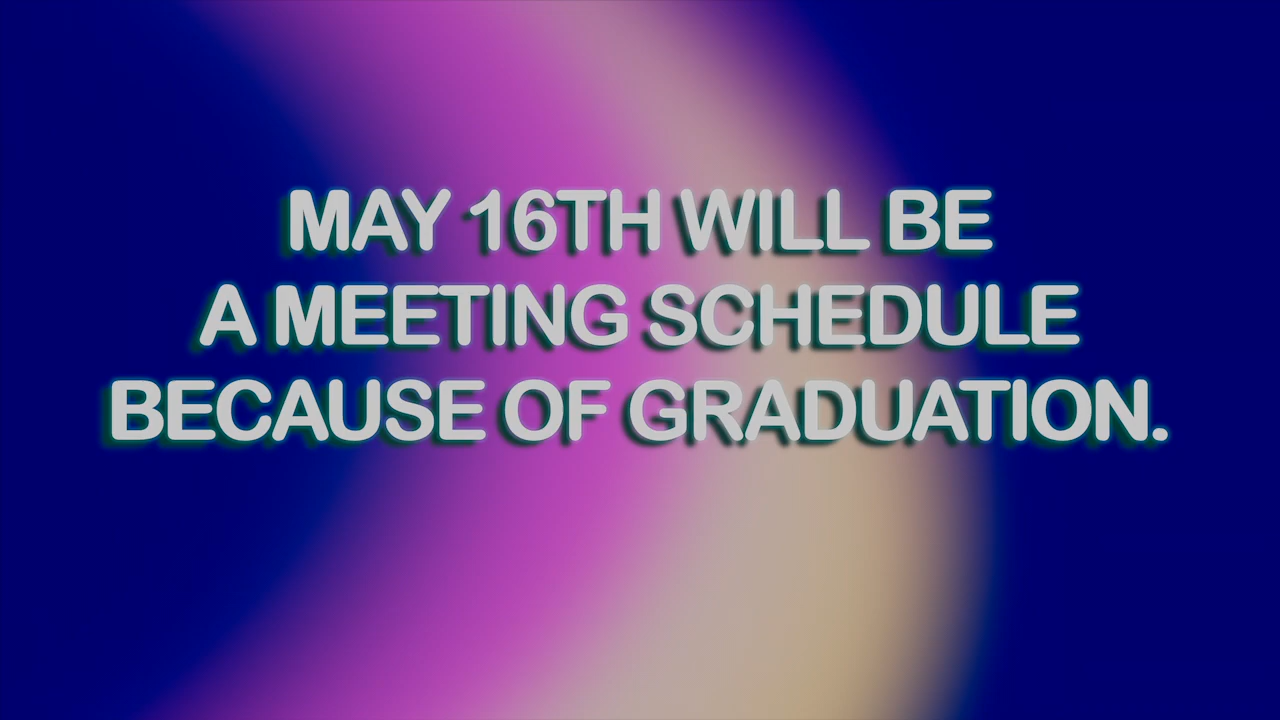 MAY 16TH WILL BE
A MEETING SCHEDULE
BECAUSE OF GRADUATION.